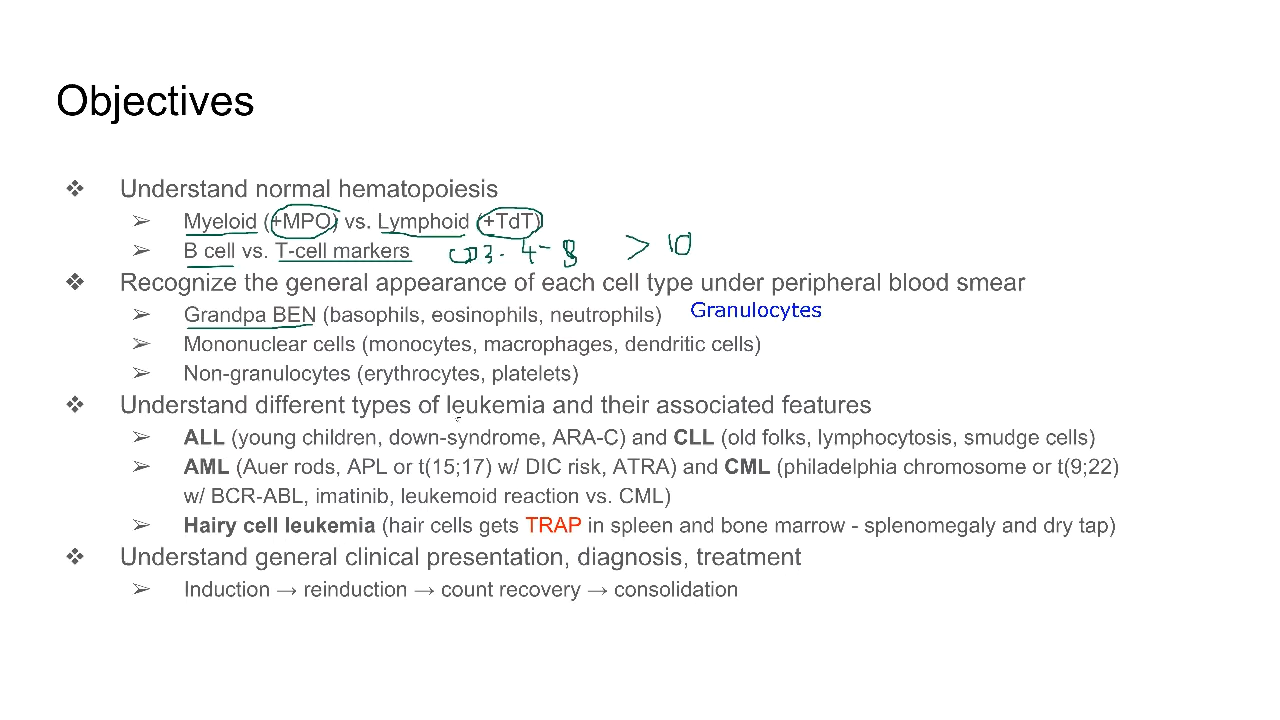 Objectives
❖ Understand normal hematopoiesis
➢ Myeloid (+MPO) vs. Lymphoid (+TdT)
➢ B cell vs. T-cell markers CD3-4-8 >10
❖ Recognize the general appearance of each cell type under peripheral blood smear
➢ Grandpa BEN (basophils, eosinophils, neutrophils) Granulocytes
➢ Mononuclear cells (monocytes, macrophages, dendritic cells)
➢ Non-granulocytes (erythrocytes, platelets)
❖ Understand different types of leukemia and their associated features
➢ ALL (young children, down-syndrome, ARA-C) and CLL (old folks, lymphocytosis, smudge cells)
➢ AML (Auer rods, APL or t(15;17) w/ DIC risk, ATRA) and CML (philadelphia chromosome or t(9;22)
w/ BCR-ABL, imatinib, leukemoid reaction vs. CML)
➢ Hairy cell leukemia (hair cells gets TRAP in spleen and bone marrow - splenomegaly and dry tap)
❖ Understand general clinical presentation, diagnosis, treatment
➢ Induction → reinduction → count recovery → consolidation